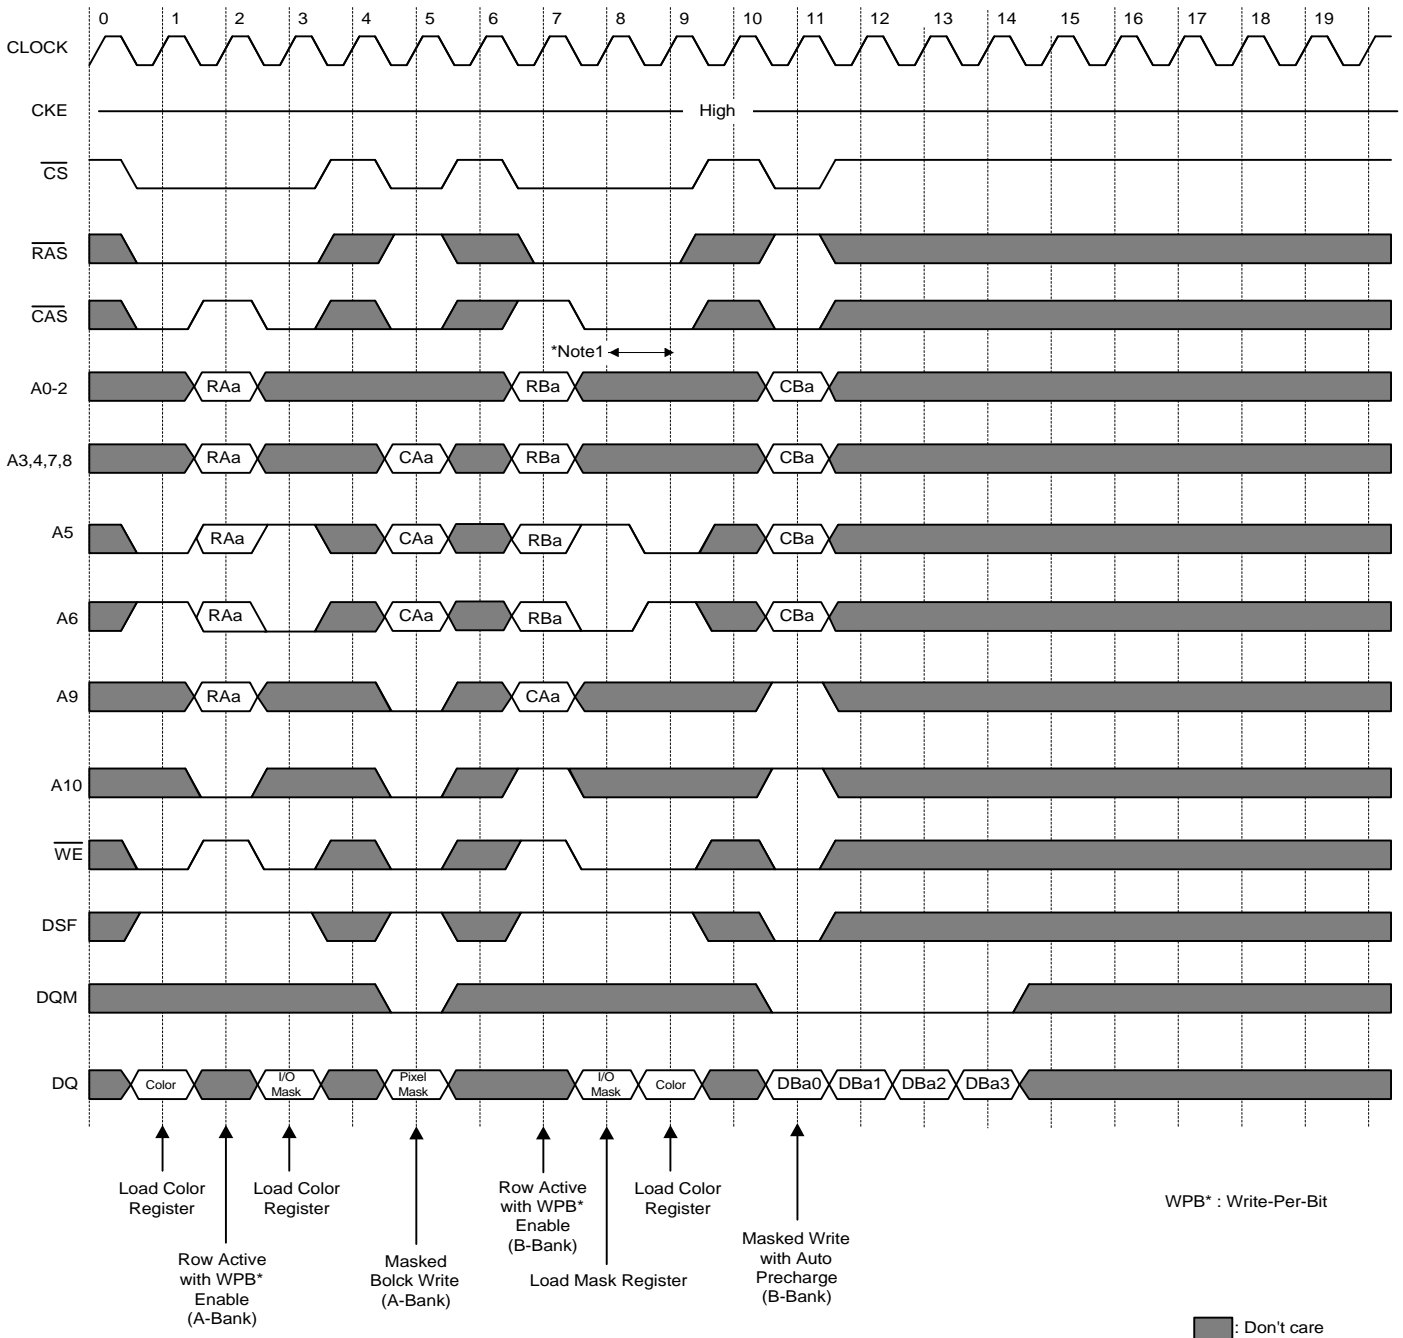 0 1 2 3 4 5 6 7 8 9 10 11 12 13 14 15 16 17 18 19
CLOCK
CKE
High
CS
RAS
CAS
*Note1
A0-2
RAa
RBa
CBa
A3,4,7,8
RAa
CAa
RBa
CBa
A5
RAa
CAa
RBa
CBa
A6
RAa
CAa
RBa
CBa
A9
RAa
CAa
A10
WE
DSF
DQM
DQ
Color
I/O
Mask
Pixel
Mask
I/O
Mask
Color
DBa0
DBa1
DBa2
DBa3
Load Color
Register
Load Color
Register
Row Active
with WPB*
Enable
(B-Bank)
Load Color
Register
WPB* : Write-Per-Bit
Row Active
with WPB*
Enable
(A-Bank)
Masked
Bolck Write
(A-Bank)
Load Mask Register
Masked Write
with Auto
Precharge
(B-Bank)
: Don't care